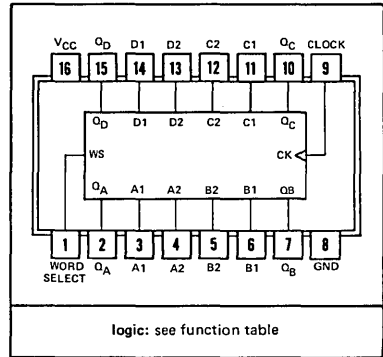 VCC QD D1 D2 C2 C1 QC CLOCK
16 15 14 13 12 11 10 9
QD D1 D2 C2 C1 QC
WS CK
QA A1 A2 B2 B1 QB
1 2 3 4 5 6 7 8
WORD SELECT QA A1 A2 B2 B1 QB GND
logic: see function table